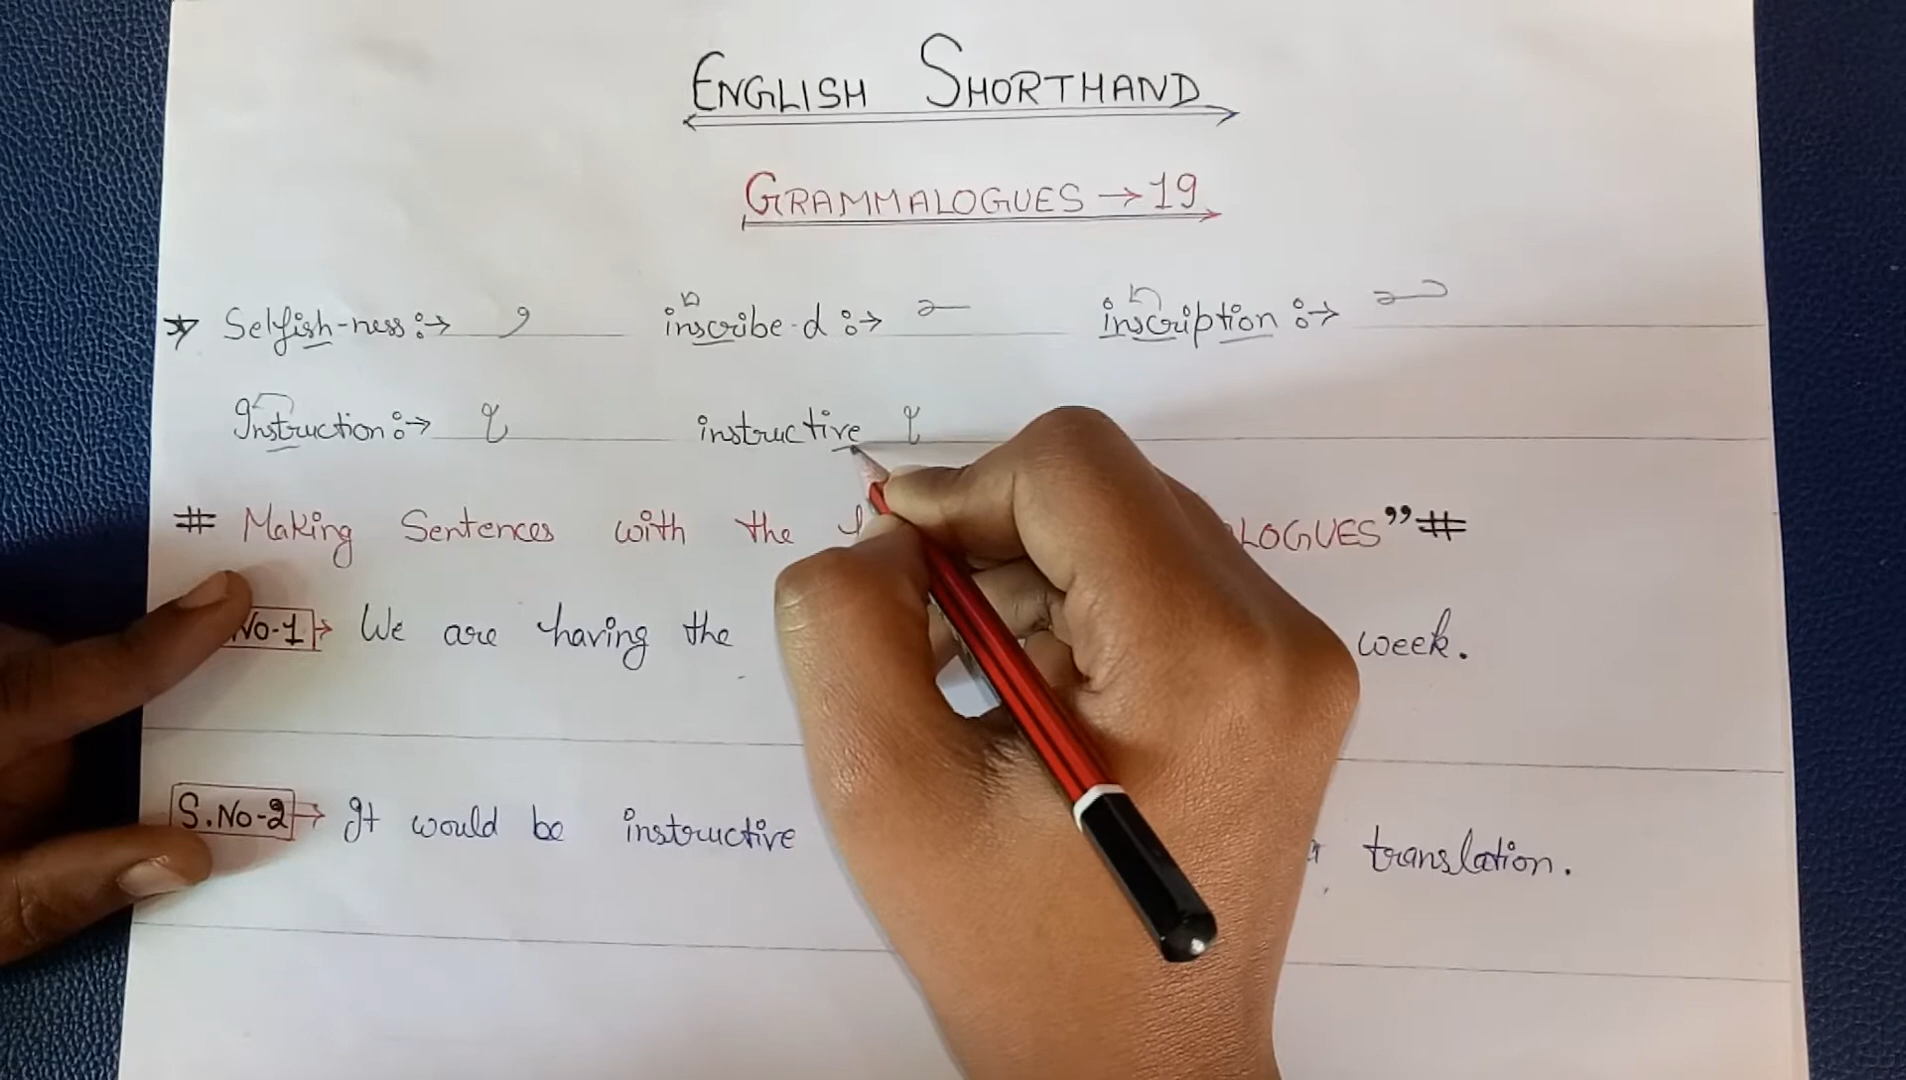 ENGLISH SHORTHAND
GRAMMALOGUES → 19
Selfish-ness :→ inscribe-d :→ inscription :→
Instruction :→ instructive
# Making Sentences with the LOGUES” #
No-1 → We are having the week.
S.No-2 → It would be instructive translation.